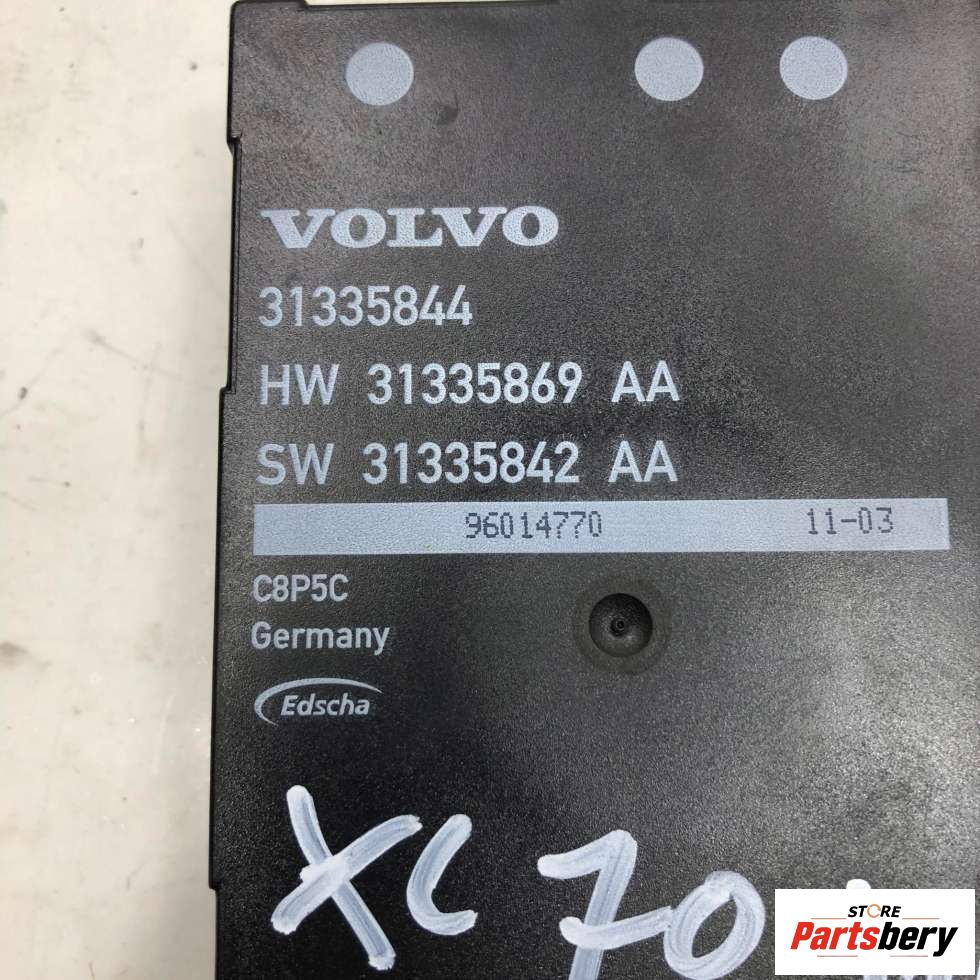 VOLVO
31335844
HW 31335869 AA
SW 31335842 AA
96014770 11-03
C8P5C
Germany
Edscha
XC 70
STORE
Partsbery